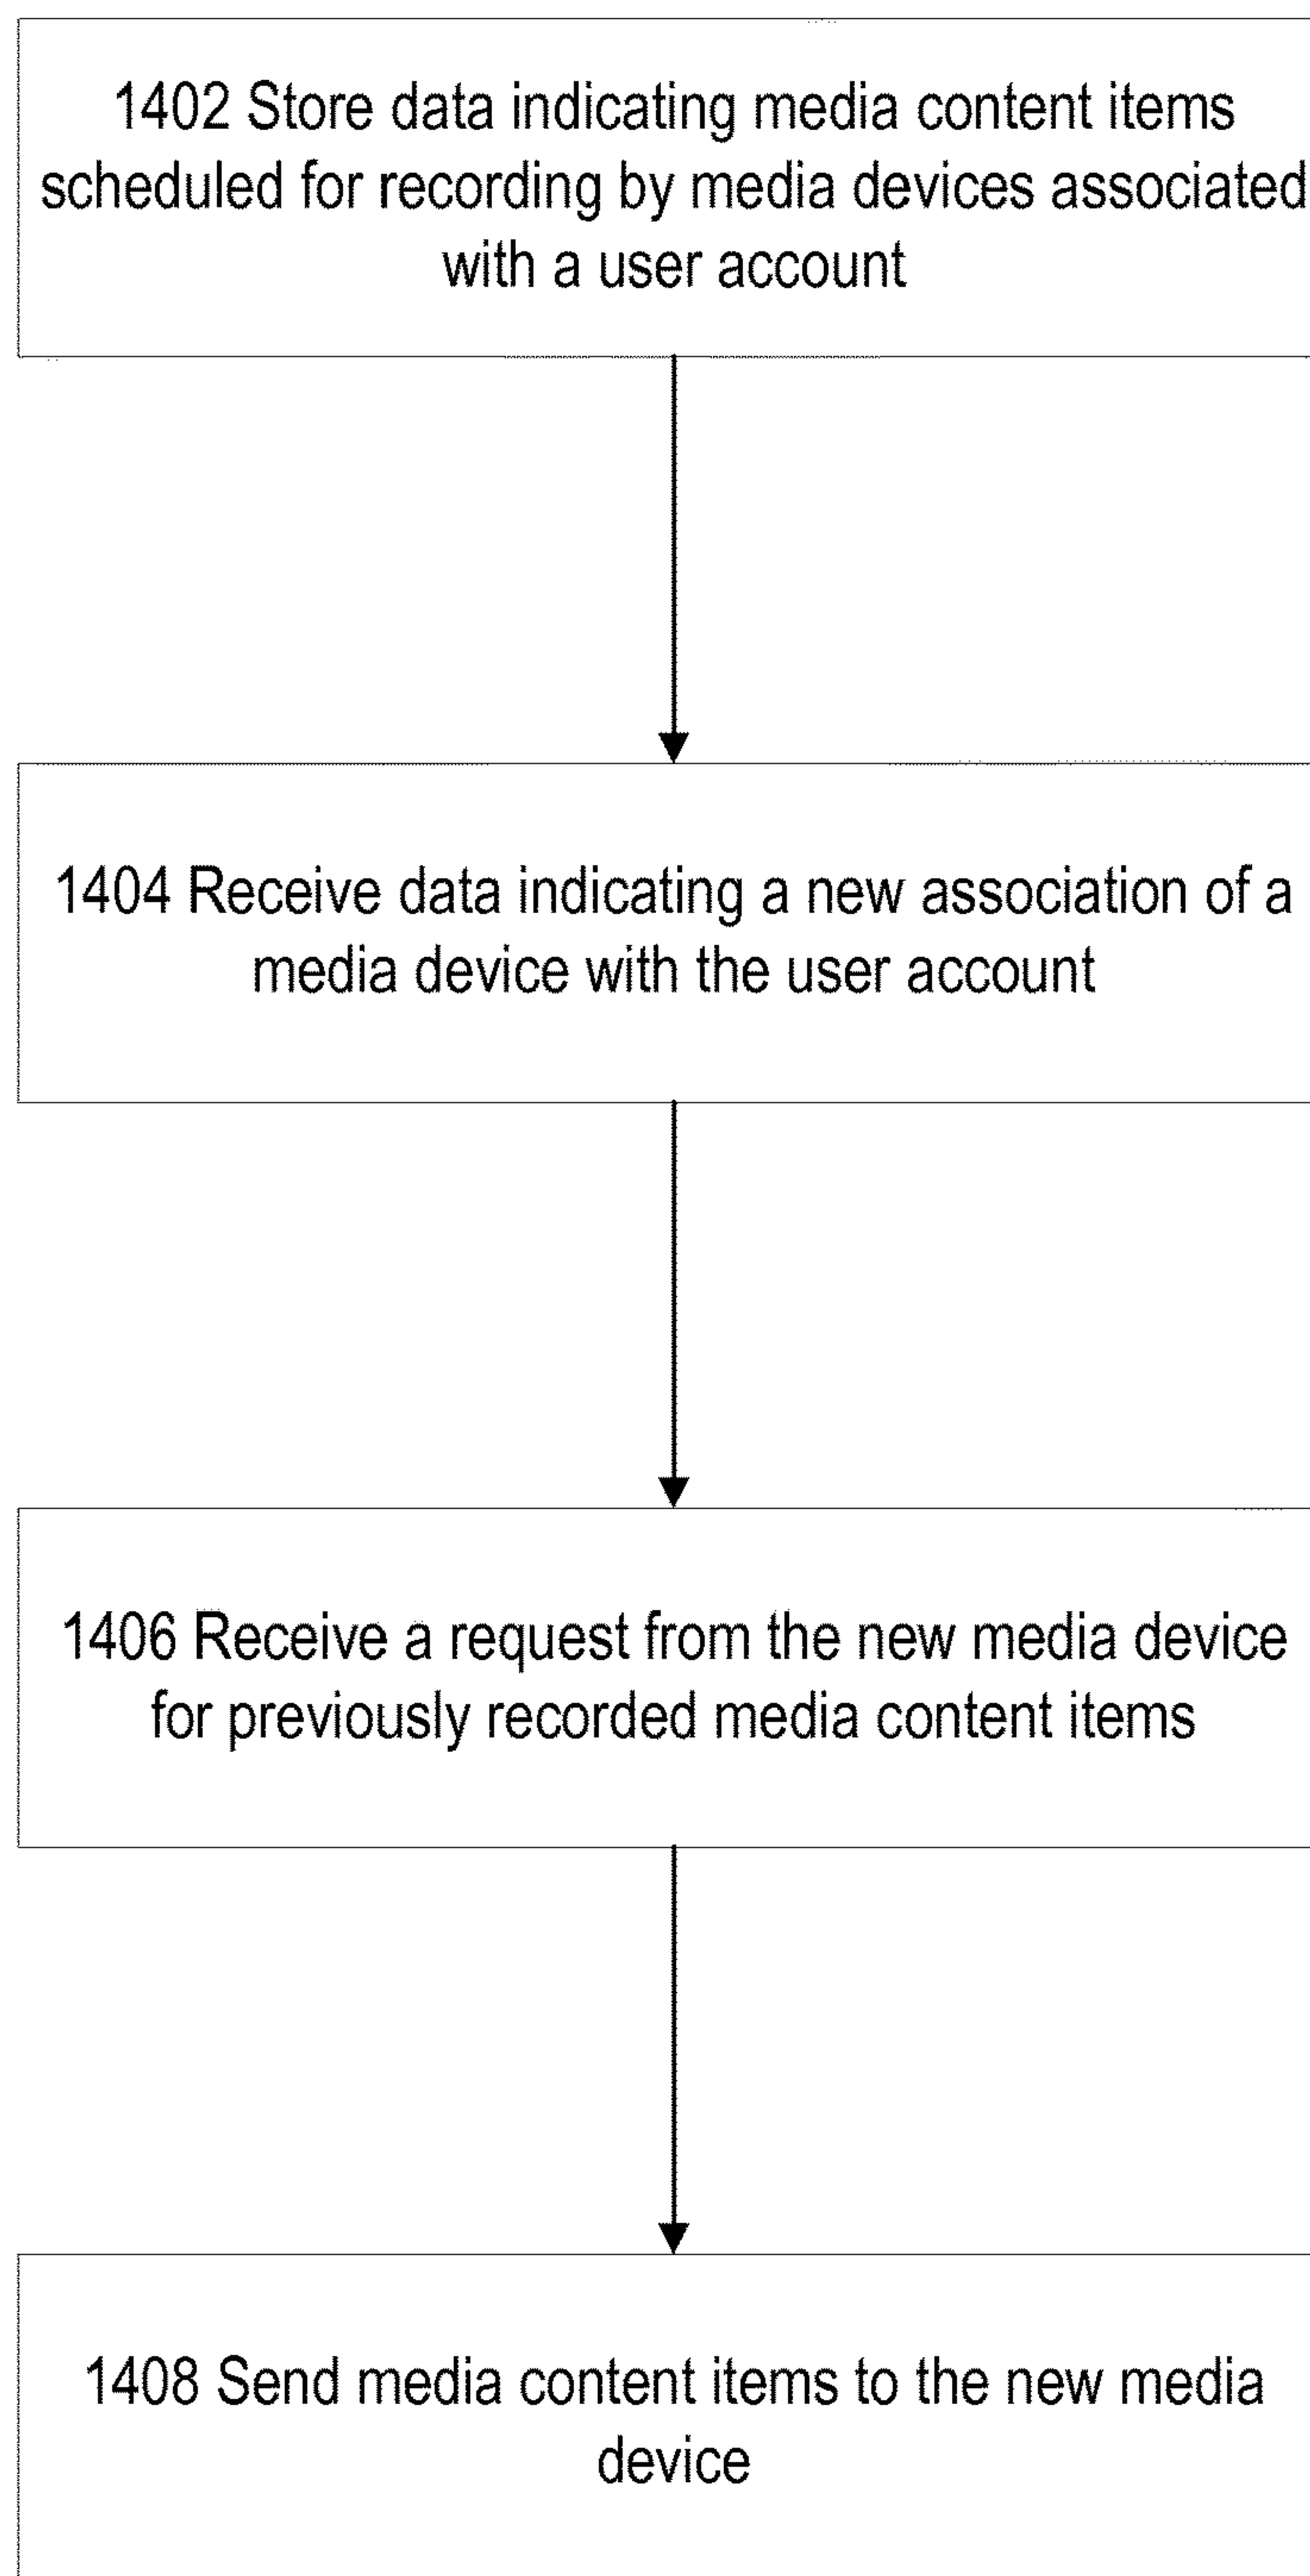 1402 Store data indicating media content items
scheduled for recording by media devices associated
with a user account
1404 Receive data indicating a new association of a
media device with the user account
1406 Receive a request from the new media device
for previously recorded media content items
1408 Send media content items to the new media
device